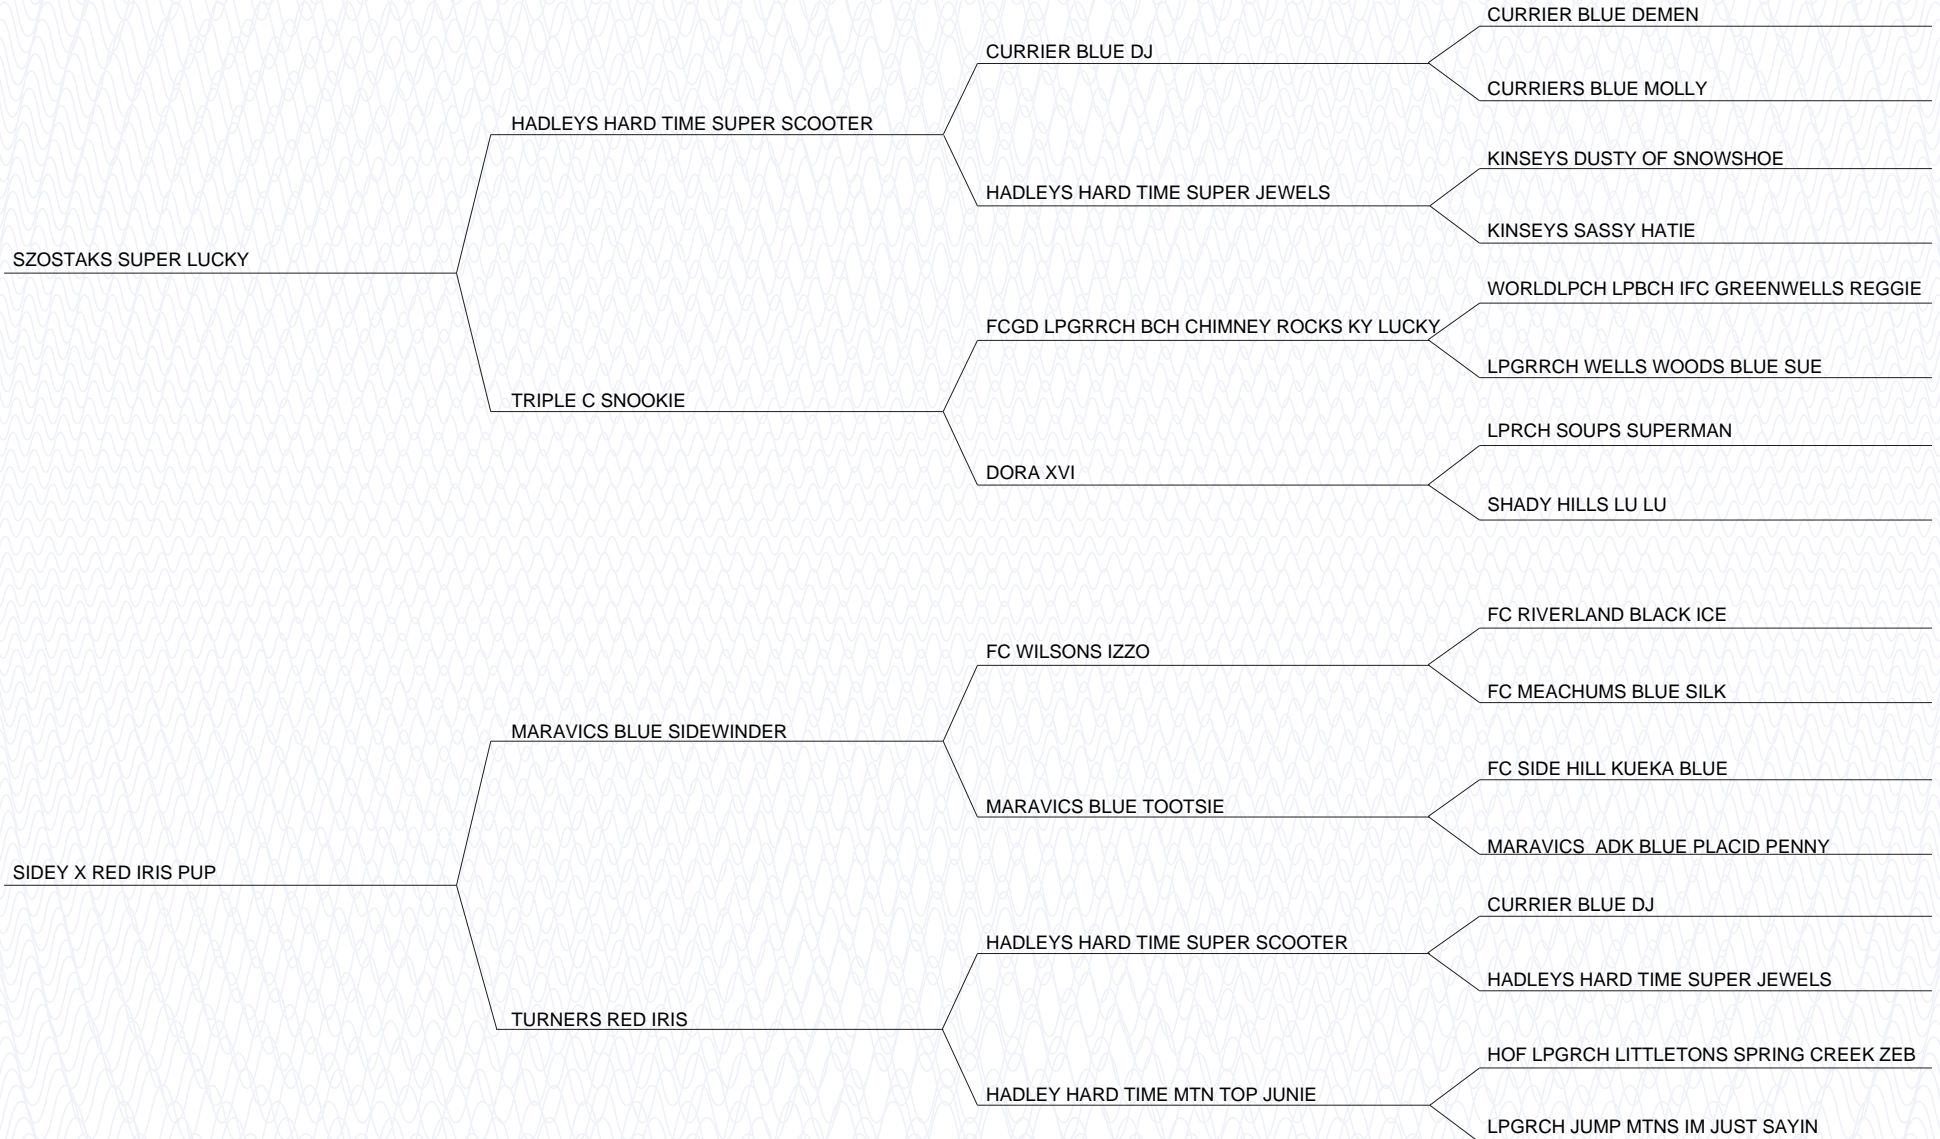 CURRIER BLUE DEMEN
CURRIER BLUE DJ
CURRIERS BLUE MOLLY
HADLEYS HARD TIME SUPER SCOOTER
KINSEYS DUSTY OF SNOWSHOE
HADLEYS HARD TIME SUPER JEWELS
KINSEYS SASSY HATIE
SZOSTAKS SUPER LUCKY
WORLDLPCH LPBCH IFC GREENWELLS REGGIE
FCGD LPGRRCH BCH CHIMNEY ROCKS KY LUCKY
LPGRRCH WELLS WOODS BLUE SUE
TRIPLE C SNOOKIE
LPRCH SOUPS SUPERMAN
DORA XVI
SHADY HILLS LU LU
FC RIVERLAND BLACK ICE
FC WILSONS IZZO
FC MEACHUMS BLUE SILK
MARAVICS BLUE SIDEWINDER
FC SIDE HILL KUEKA BLUE
MARAVICS BLUE TOOTSIE
MARAVICS  ADK BLUE PLACID PENNY
SIDEY X RED IRIS PUP
CURRIER BLUE DJ
HADLEYS HARD TIME SUPER SCOOTER
HADLEYS HARD TIME SUPER JEWELS
TURNERS RED IRIS
HOF LPGRCH LITTLETONS SPRING CREEK ZEB
HADLEY HARD TIME MTN TOP JUNIE
LPGRCH JUMP MTNS IM JUST SAYIN